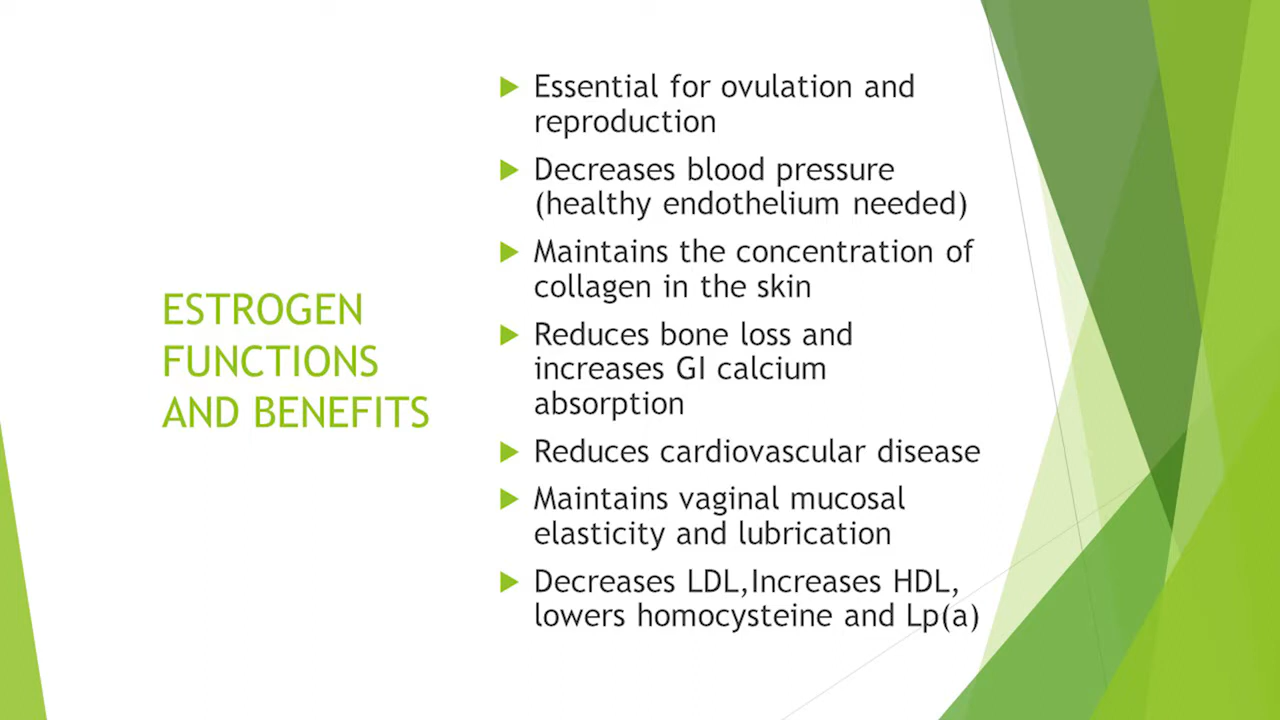 ESTROGEN
FUNCTIONS
AND BENEFITS
Essential for ovulation and
reproduction
Decreases blood pressure
(healthy endothelium needed)
Maintains the concentration of
collagen in the skin
Reduces bone loss and
increases GI calcium
absorption
Reduces cardiovascular disease
Maintains vaginal mucosal
elasticity and lubrication
Decreases LDL,Increases HDL,
lowers homocysteine and Lp(a)